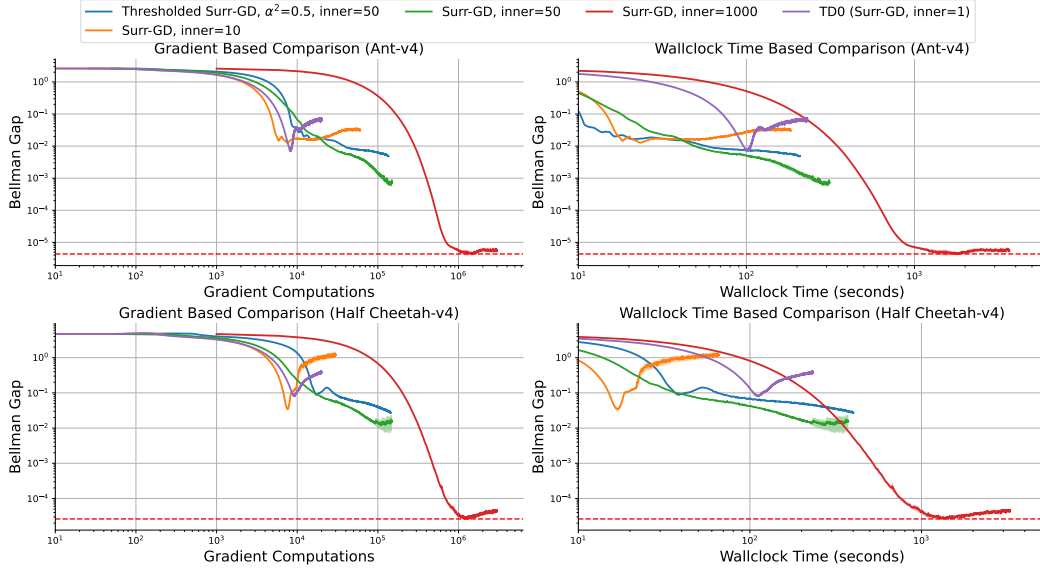 Thresholded Surr-GD, α²=0.5, inner=50 Surr-GD, inner=50 Surr-GD, inner=1000 TD0 (Surr-GD, inner=1)
Surr-GD, inner=10
Gradient Based Comparison (Ant-v4)
Bellman Gap
10⁰
10⁻¹
10⁻²
10⁻³
10⁻⁴
10⁻⁵
10¹ 10² 10³ 10⁴ 10⁵ 10⁶
Gradient Computations
Wallclock Time Based Comparison (Ant-v4)
Bellman Gap
10⁰
10⁻¹
10⁻²
10⁻³
10⁻⁴
10⁻⁵
10¹ 10² 10³
Wallclock Time (seconds)
Gradient Based Comparison (Half Cheetah-v4)
Bellman Gap
10⁰
10⁻¹
10⁻²
10⁻³
10⁻⁴
10¹ 10² 10³ 10⁴ 10⁵ 10⁶
Gradient Computations
Wallclock Time Based Comparison (Half Cheetah-v4)
Bellman Gap
10⁰
10⁻¹
10⁻²
10⁻³
10⁻⁴
10¹ 10² 10³
Wallclock Time (seconds)